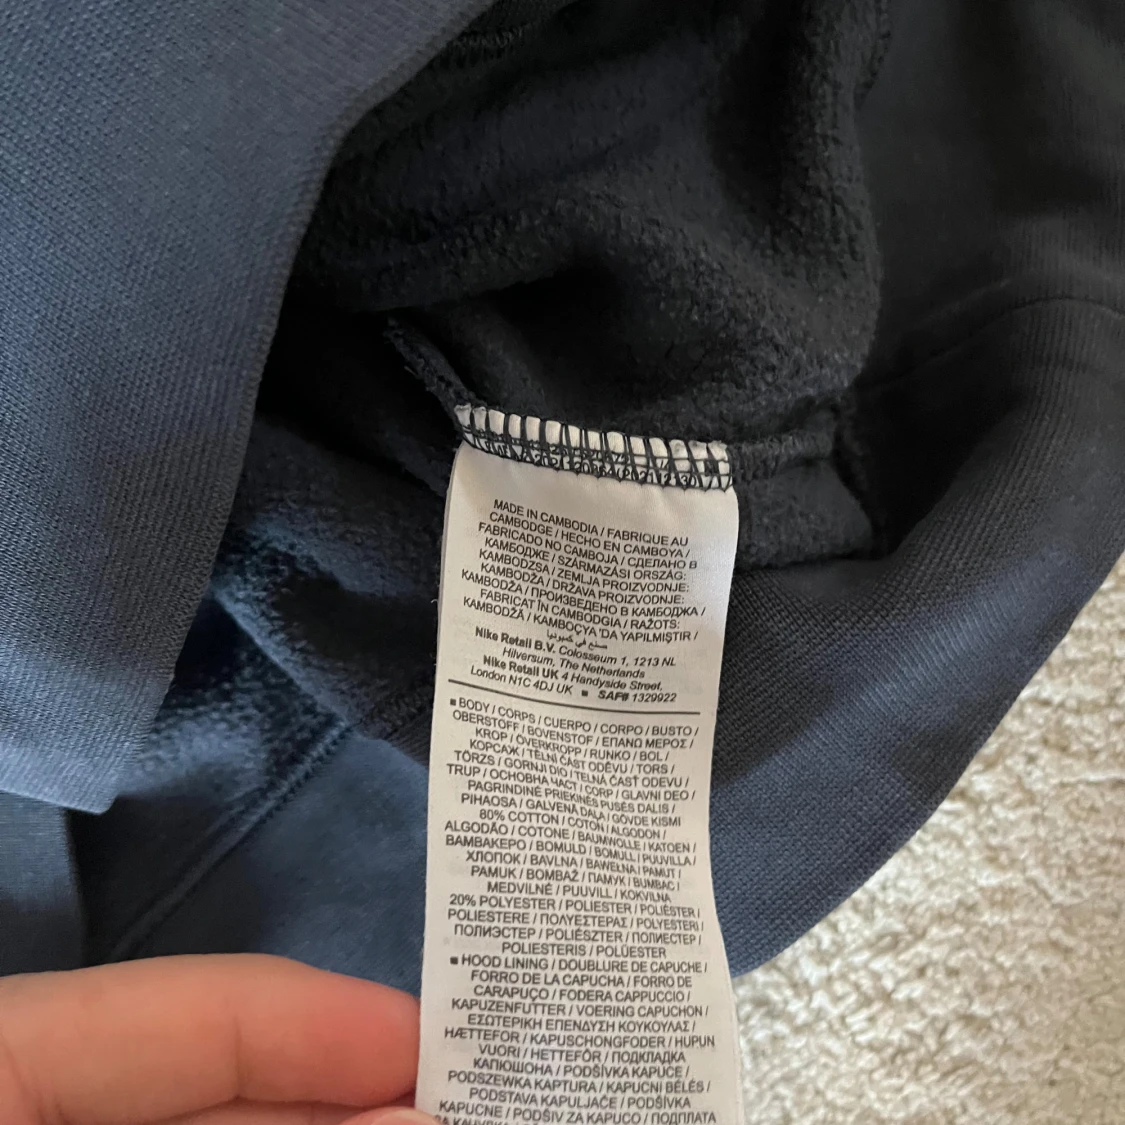 MADE IN CAMBODIA / FABRIQUE AU
CAMBODGE / HECHO EN CAMBOYA /
FABRICADO NO CAMBOJA / СДЕЛАНО В
КАМБОДЖЕ / SZÁRMAZÁSI ORSZÁG:
KAMBODZSA / ZEMLJA PROIZVODNJE:
KAMBODŽA / DRŽAVA PROIZVODNJE:
KAMBODŽA / ПРОИЗВЕДЕНО В КАМБОДЖА /
FABRICAT ÎN CAMBODGIA / RAŽOTS:
KAMBODŽĀ / KAMBOÇYA 'DA YAPILMIŞTIR /
صنع في كمبوديا
Nike Retail B.V. Colosseum 1, 1213 NL
Hilversum, The Netherlands
Nike Retail UK 4 Handyside Street,
London N1C 4DJ UK ■ SAP# 1329922
■ BODY / CORPS / CUERPO / CORPO / BUSTO /
OBERSTOFF / BOVENSTOF / ΕΠΑΝΩ ΜΕΡΟΣ /
KROP / ÖVERKROPP / RUNKO / BOL /
КОРСАЖ / TĚLNÍ ČÁST ODĚVU / TORS /
TÖRZS / GORNJI DIO / TELNÁ ČASŤ ODEVU /
TRUP / ОСНОВНА ЧАСТ / CORP / GLAVNI DEO /
PAGRINDINĖ PRIEKINĖS PUSĖS DALIS /
PIHAOSA / GALVENĀ DAĻA / GÖVDE KISMI
80% COTTON / COTON / ALGODON /
ALGODÃO / COTONE / BAUMWOLLE / KATOEN /
ΒΑΜΒΑΚΕΡΟ / BOMULD / BOMULL / PUUVILLA /
ХЛОПОК / BAVLNA / BAWEŁNA / PAMUT /
PAMUK / BOMBAŽ / ПАМУК / BUMBAC /
MEDVILNĖ / PUUVILL / KOKVILNA
20% POLYESTER / POLIESTER / POLIÉSTER /
POLIESTERE / ΠΟΛΥΕΣΤΕΡΑΣ / POLYESTERI /
ПОЛИЭСТЕР / POLIÉSZTER / ПОЛИЕСТЕР /
POLIESTERIS / POLÜESTER
■ HOOD LINING / DOUBLURE DE CAPUCHE /
FORRO DE LA CAPUCHA / FORRO DE
CARAPUÇO / FODERA CAPPUCCIO /
KAPUZENFUTTER / VOERING CAPUCHON /
ΕΣΩΤΕΡΙΚΗ ΕΠΕΝΔΥΣΗ ΚΟΥΚΟΥΛΑΣ /
HÆTTEFOR / KAPUSCHONGFODER / HUPUN
VUORI / HETTEFÔR / ПОДКЛАДКА
КАПЮШОНА / PODŠÍVKA KAPUCE /
PODSZEWKA KAPTURA / KAPUCNI BÉLÉS /
PODSTAVA KAPULJAČE / PODŠÍVKA
KAPUCNE / PODŠIV ZA KAPUCO / ПОДПЛАТА